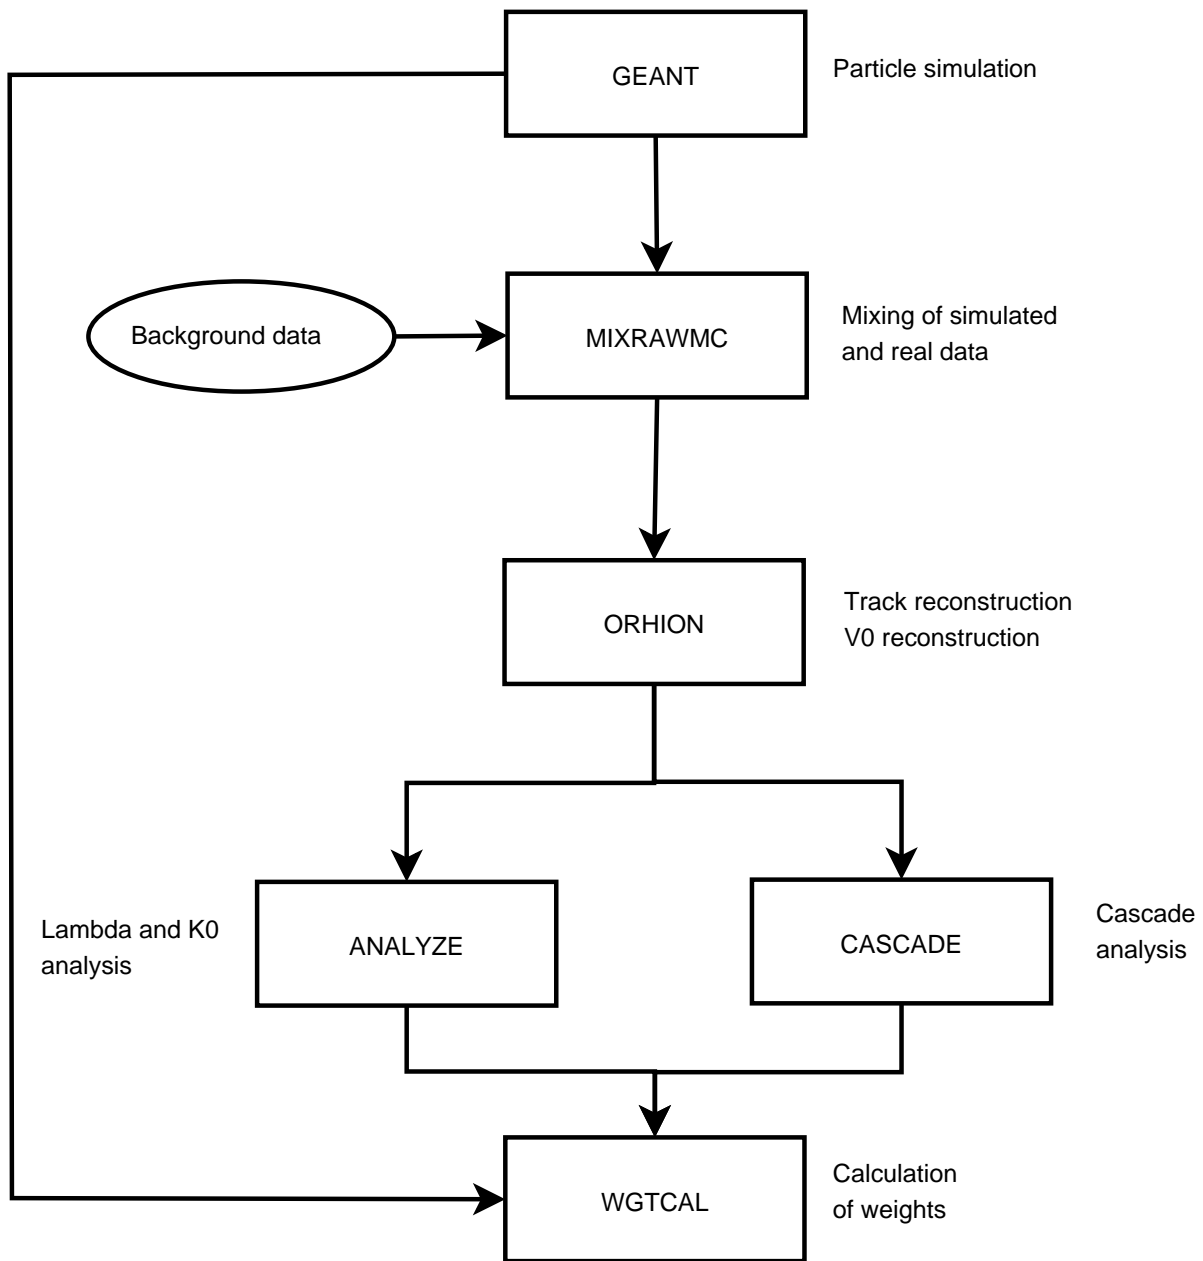 GEANT
Particle simulation
Background data
MIXRAWMC
Mixing of simulated
and real data
ORHION
Track reconstruction
V0 reconstruction
Lambda and K0
analysis
ANALYZE
CASCADE
Cascade
analysis
WGTCAL
Calculation
of weights